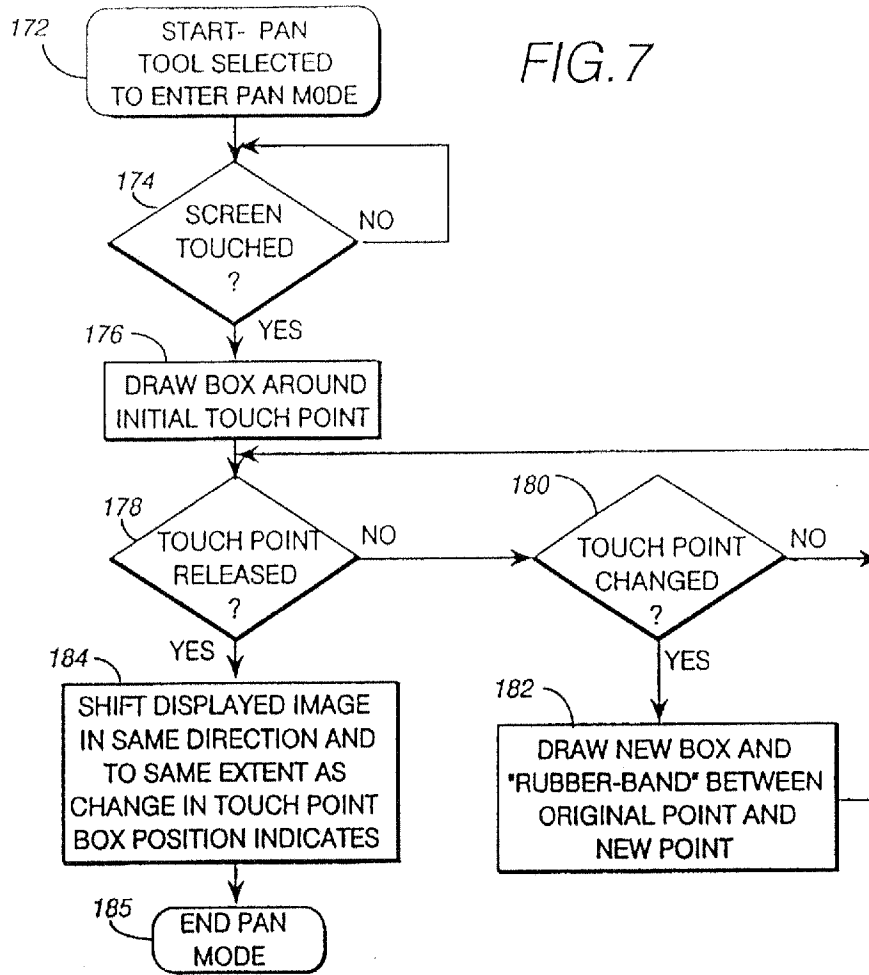 FIG.7
172
START- PAN
TOOL SELECTED
TO ENTER PAN MODE
174
SCREEN
TOUCHED
?
NO
YES
176
DRAW BOX AROUND
INITIAL TOUCH POINT
178
TOUCH POINT
RELEASED
?
NO
YES
180
TOUCH POINT
CHANGED
?
NO
YES
182
DRAW NEW BOX AND
"RUBBER-BAND" BETWEEN
ORIGINAL POINT AND
NEW POINT
184
SHIFT DISPLAYED IMAGE
IN SAME DIRECTION AND
TO SAME EXTENT AS
CHANGE IN TOUCH POINT
BOX POSITION INDICATES
185
END PAN
MODE